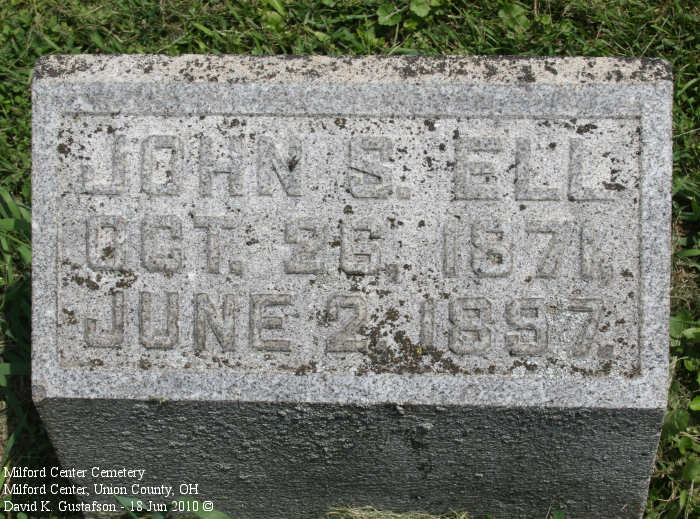 JOHN S. ELL
OCT. 26, 1871,
JUNE 2 1897.
Milford Center Cemetery
Milford Center, Union County, OH
David K. Gustafson - 18 Jun 2010 ©